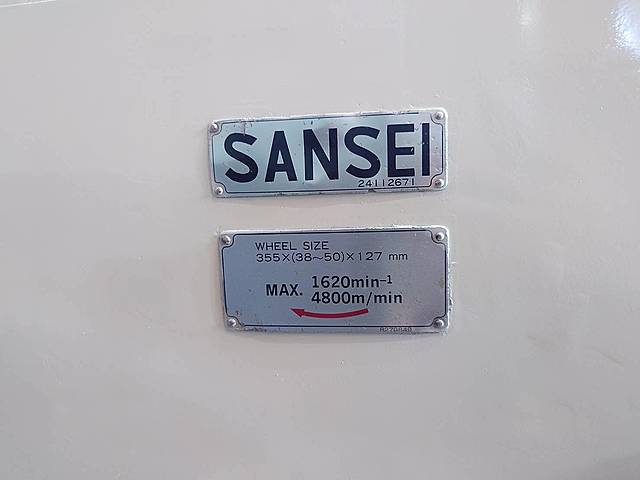 SANSEI
24112671
WHEEL SIZE
355×(38～50)×127 mm
MAX. 1620min⁻¹
4800m/min